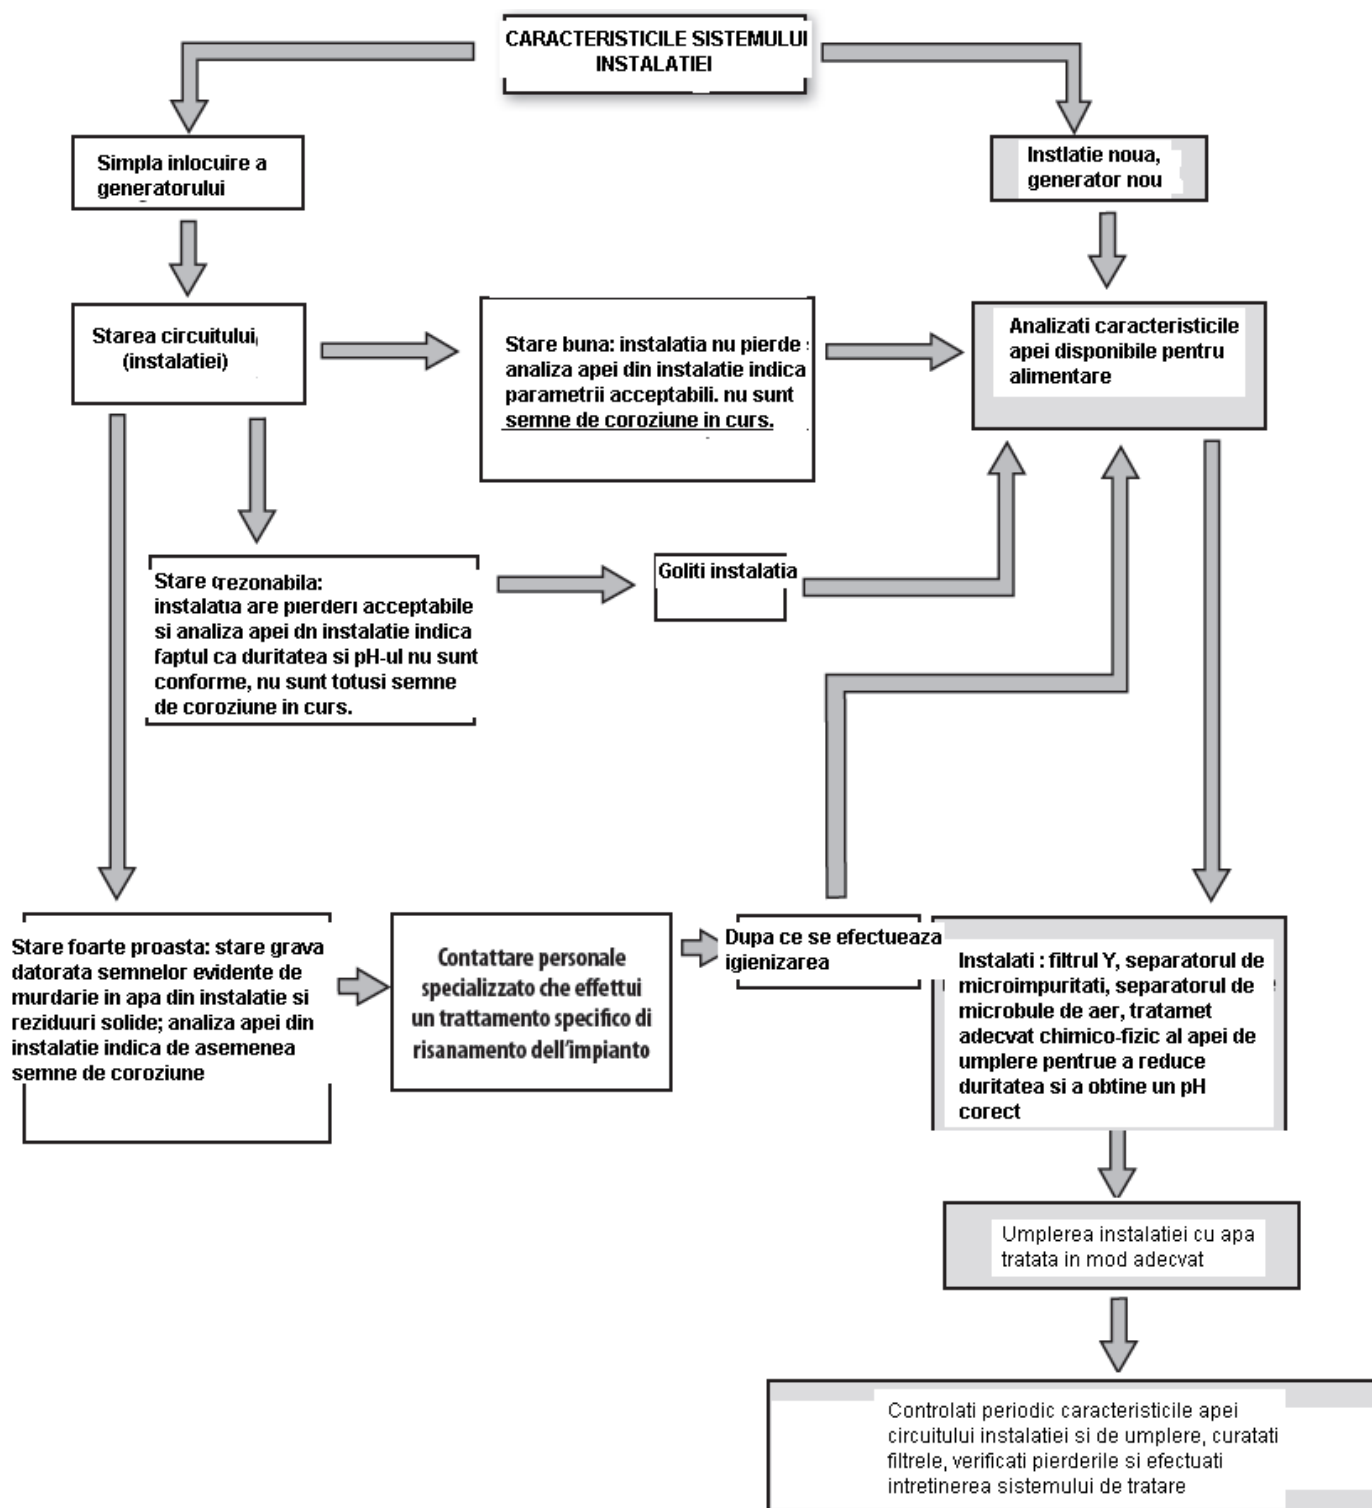 CARACTERISTICILE SISTEMULUI
INSTALATIEI
Simpla inlocuire a
generatorului
Instlatie noua,
generator nou
Starea circuitului,
(instalatiei)
Stare buna: instalatia nu pierde
analiza apei din instalatie indica
parametrii acceptabili. nu sunt
semne de coroziune in curs.
Analizati caracteristicile
apei disponibile pentru
alimentare
Stare rezonabila:
instalatia are pierderi acceptabile
si analiza apei dn instalatie indica
faptul ca duritatea si pH-ul nu sunt
conforme, nu sunt totusi semne
de coroziune in curs.
Goliti instalatia
Stare foarte proasta: stare grava
datorata semnelor evidente de
murdarie in apa din instalatie si
reziduuri solide; analiza apei din
instalatie indica de asemenea
semne de coroziune
Contattare personale
specializzato che effettui
un trattamento specifico di
risanamento dell'impianto
Dupa ce se efectueaza
igienizarea
Instalati : filtrul Y, separatorul de
microimpuritati, separatorul de
microbule de aer, tratamet
adecvat chimico-fizic al apei de
umplere pentrue a reduce
duritatea si a obtine un pH
corect
Umplerea instalatiei cu apa
tratata in mod adecvat
Controlati periodic caracteristicile apei
circuitului instalatiei si de umplere, curatati
filtrele, verificati pierderile si efectuati
intretinerea sistemului de tratare